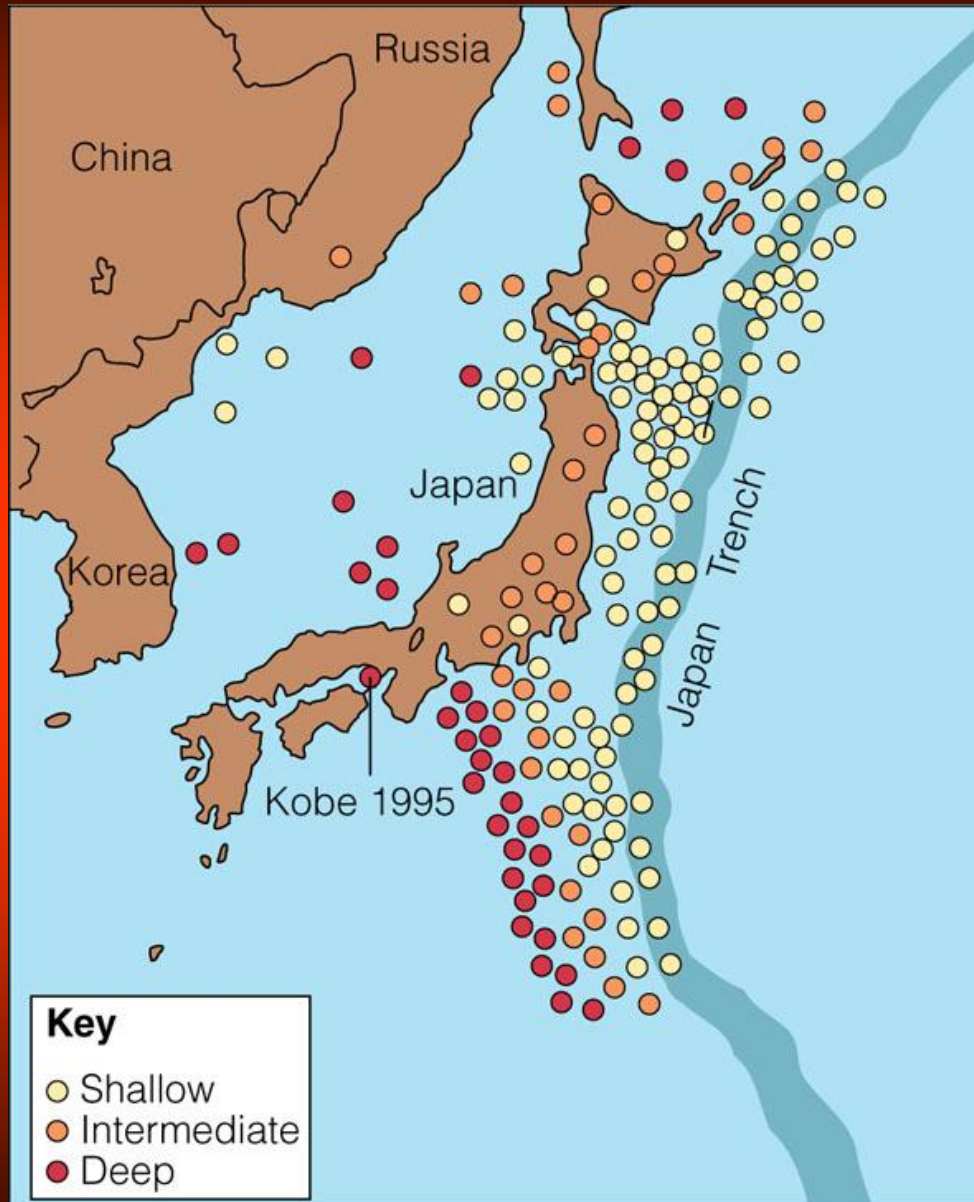 Russia
China
Japan
Korea
Japan Trench
Kobe 1995
Key
Shallow
Intermediate
Deep